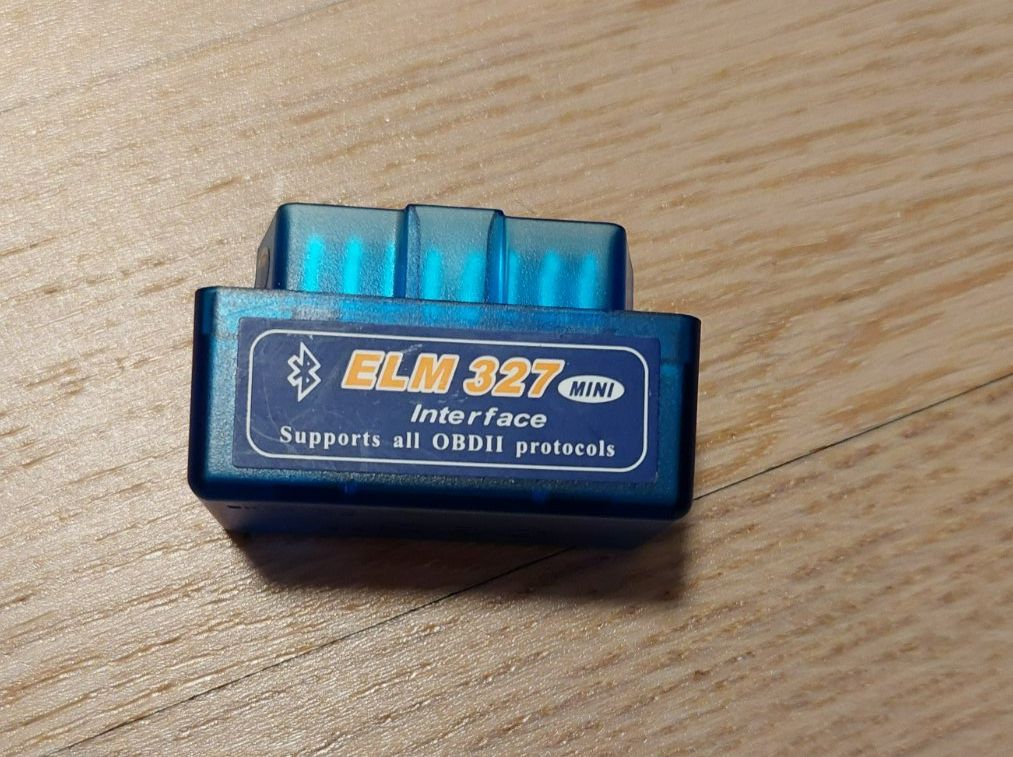 ELM 327 MINI
Interface
Supports all OBDII protocols